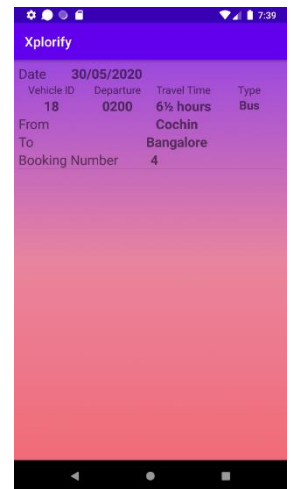 7:39
Xplorify
Date 30/05/2020
Vehicle ID Departure Travel Time Type
18 0200 6½ hours Bus
From Cochin
To Bangalore
Booking Number 4